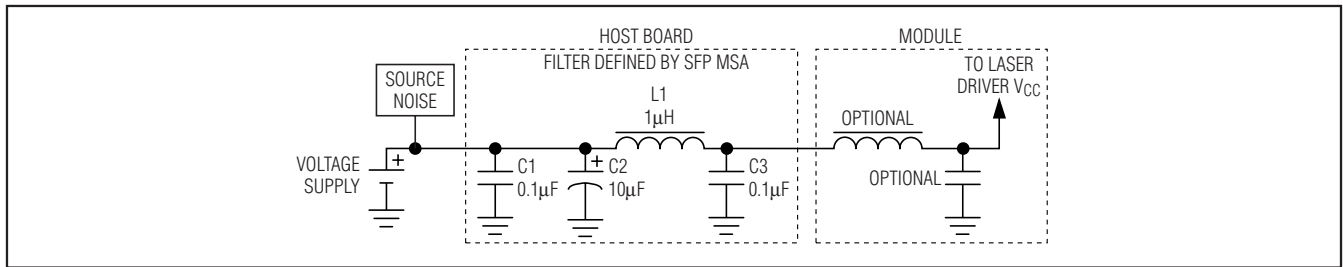 HOST BOARD
FILTER DEFINED BY SFP MSA
MODULE
SOURCE
NOISE
L1
1μH
OPTIONAL
TO LASER
DRIVER VCC
VOLTAGE
SUPPLY
+
C1
0.1μF
+
C2
10μF
C3
0.1μF
OPTIONAL